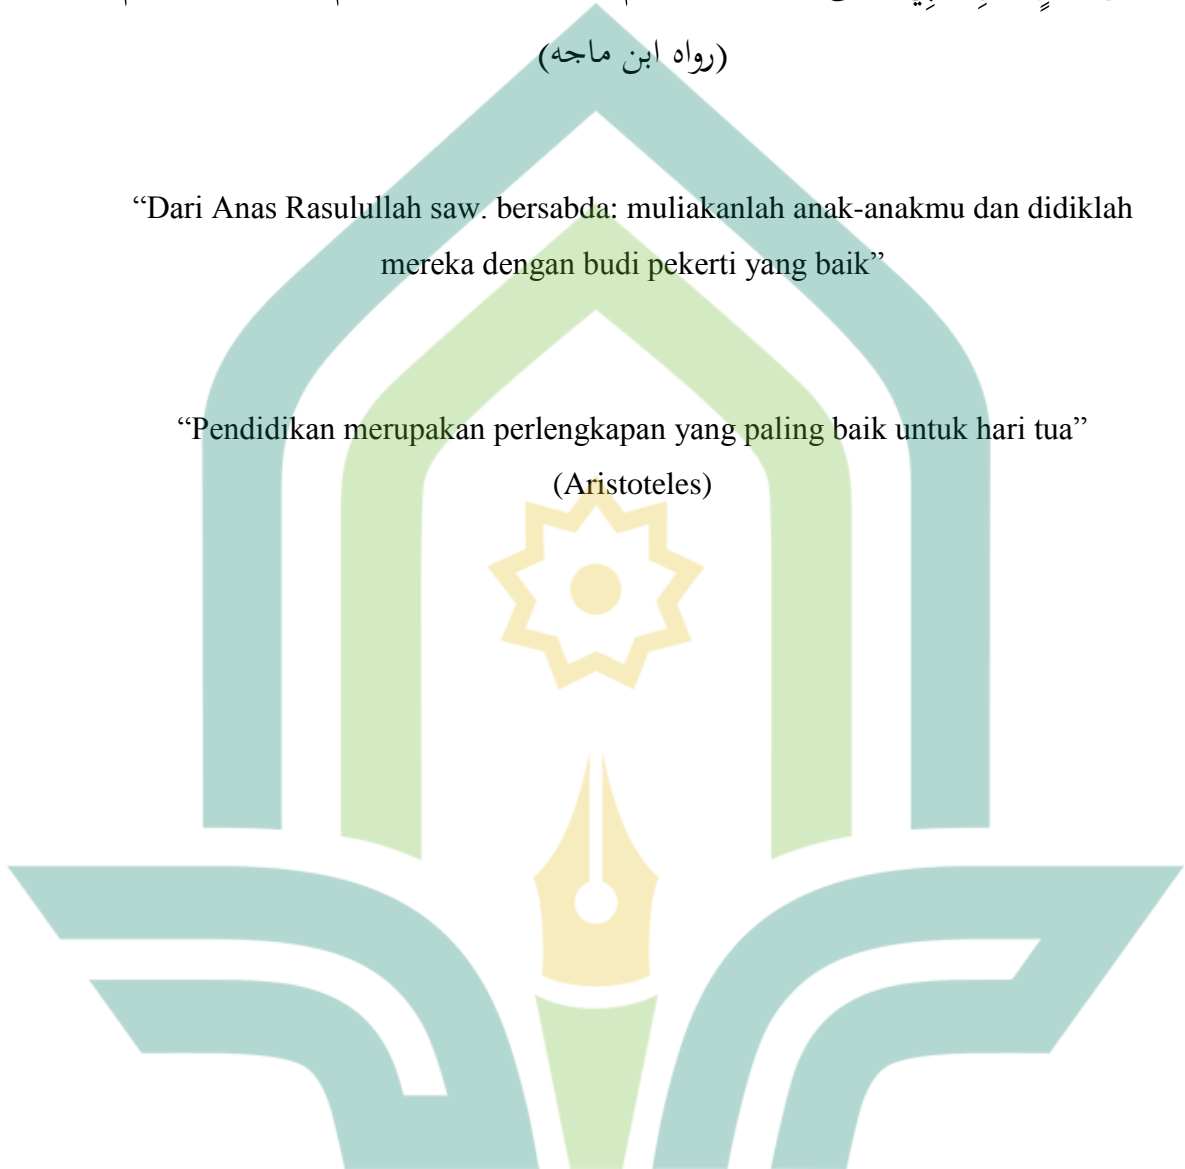 (رواه ابن ماجه)
“Dari Anas Rasulullah saw. bersabda: muliakanlah anak-anakmu dan didiklah
mereka dengan budi pekerti yang baik”
“Pendidikan merupakan perlengkapan yang paling baik untuk hari tua”
(Aristoteles)